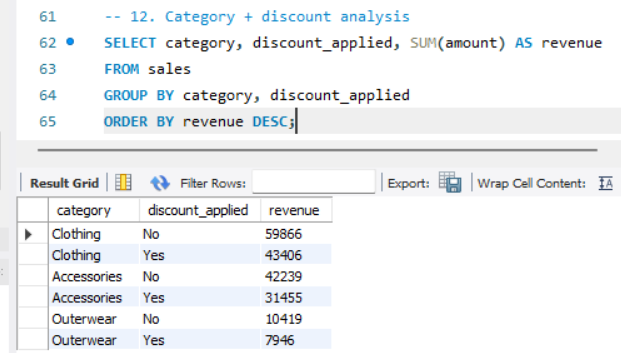 61 -- 12. Category + discount analysis
62 SELECT category, discount_applied, SUM(amount) AS revenue
63 FROM sales
64 GROUP BY category, discount_applied
65 ORDER BY revenue DESC;
Result Grid Filter Rows: Export: Wrap Cell Content: IA
category discount_applied revenue
Clothing No 59866
Clothing Yes 43406
Accessories No 42239
Accessories Yes 31455
Outerwear No 10419
Outerwear Yes 7946